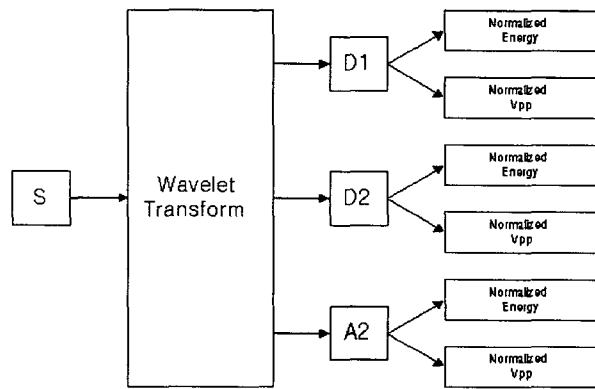 Normalized
Energy
D1
Normalized
Vpp
Normalized
Energy
S
Wavelet
Transform
D2
Normalized
Vpp
Normalized
Energy
A2
Normalized
Vpp